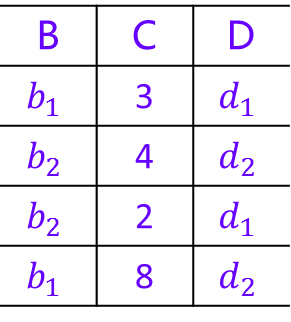 B C D
b₁ 3 d₁
b₂ 4 d₂
b₂ 2 d₁
b₁ 8 d₂